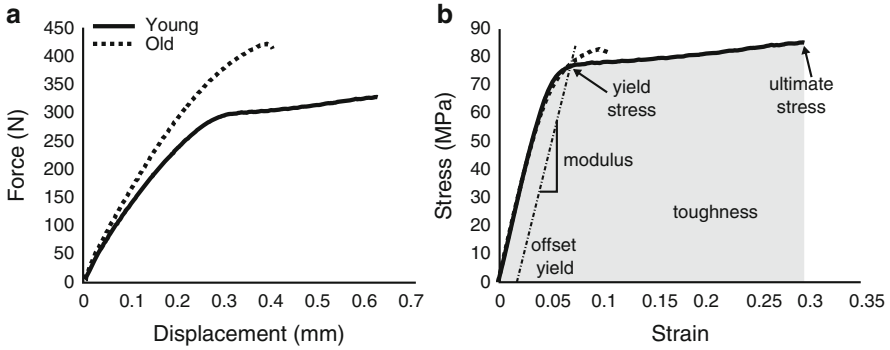 a
Young
Old
450
400
350
300
250
200
150
100
50
0
Force (N)
0 0.1 0.2 0.3 0.4 0.5 0.6 0.7
Displacement (mm)
b
90
80
70
60
50
40
30
20
10
0
Stress (MPa)
yield
stress
ultimate
stress
modulus
toughness
offset
yield
0 0.05 0.1 0.15 0.2 0.25 0.3 0.35
Strain